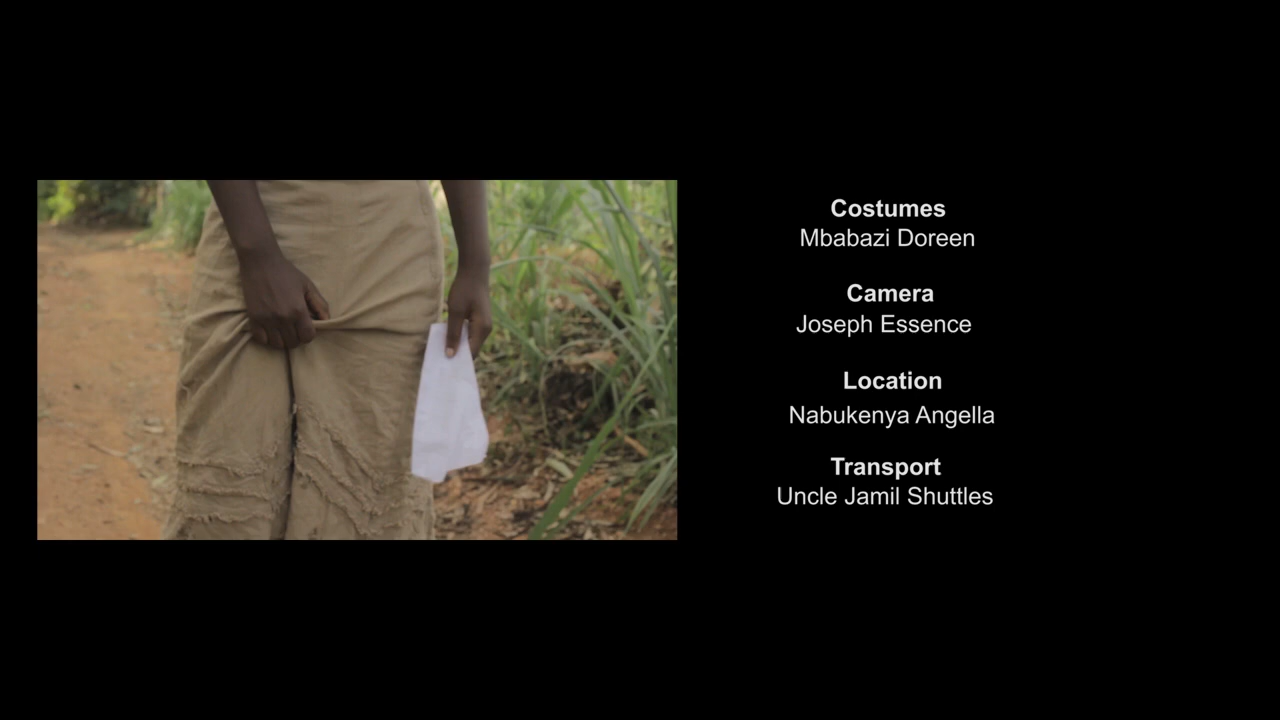 Costumes
Mbabazi Doreen
Camera
Joseph Essence
Location
Nabukenya Angella
Transport
Uncle Jamil Shuttles